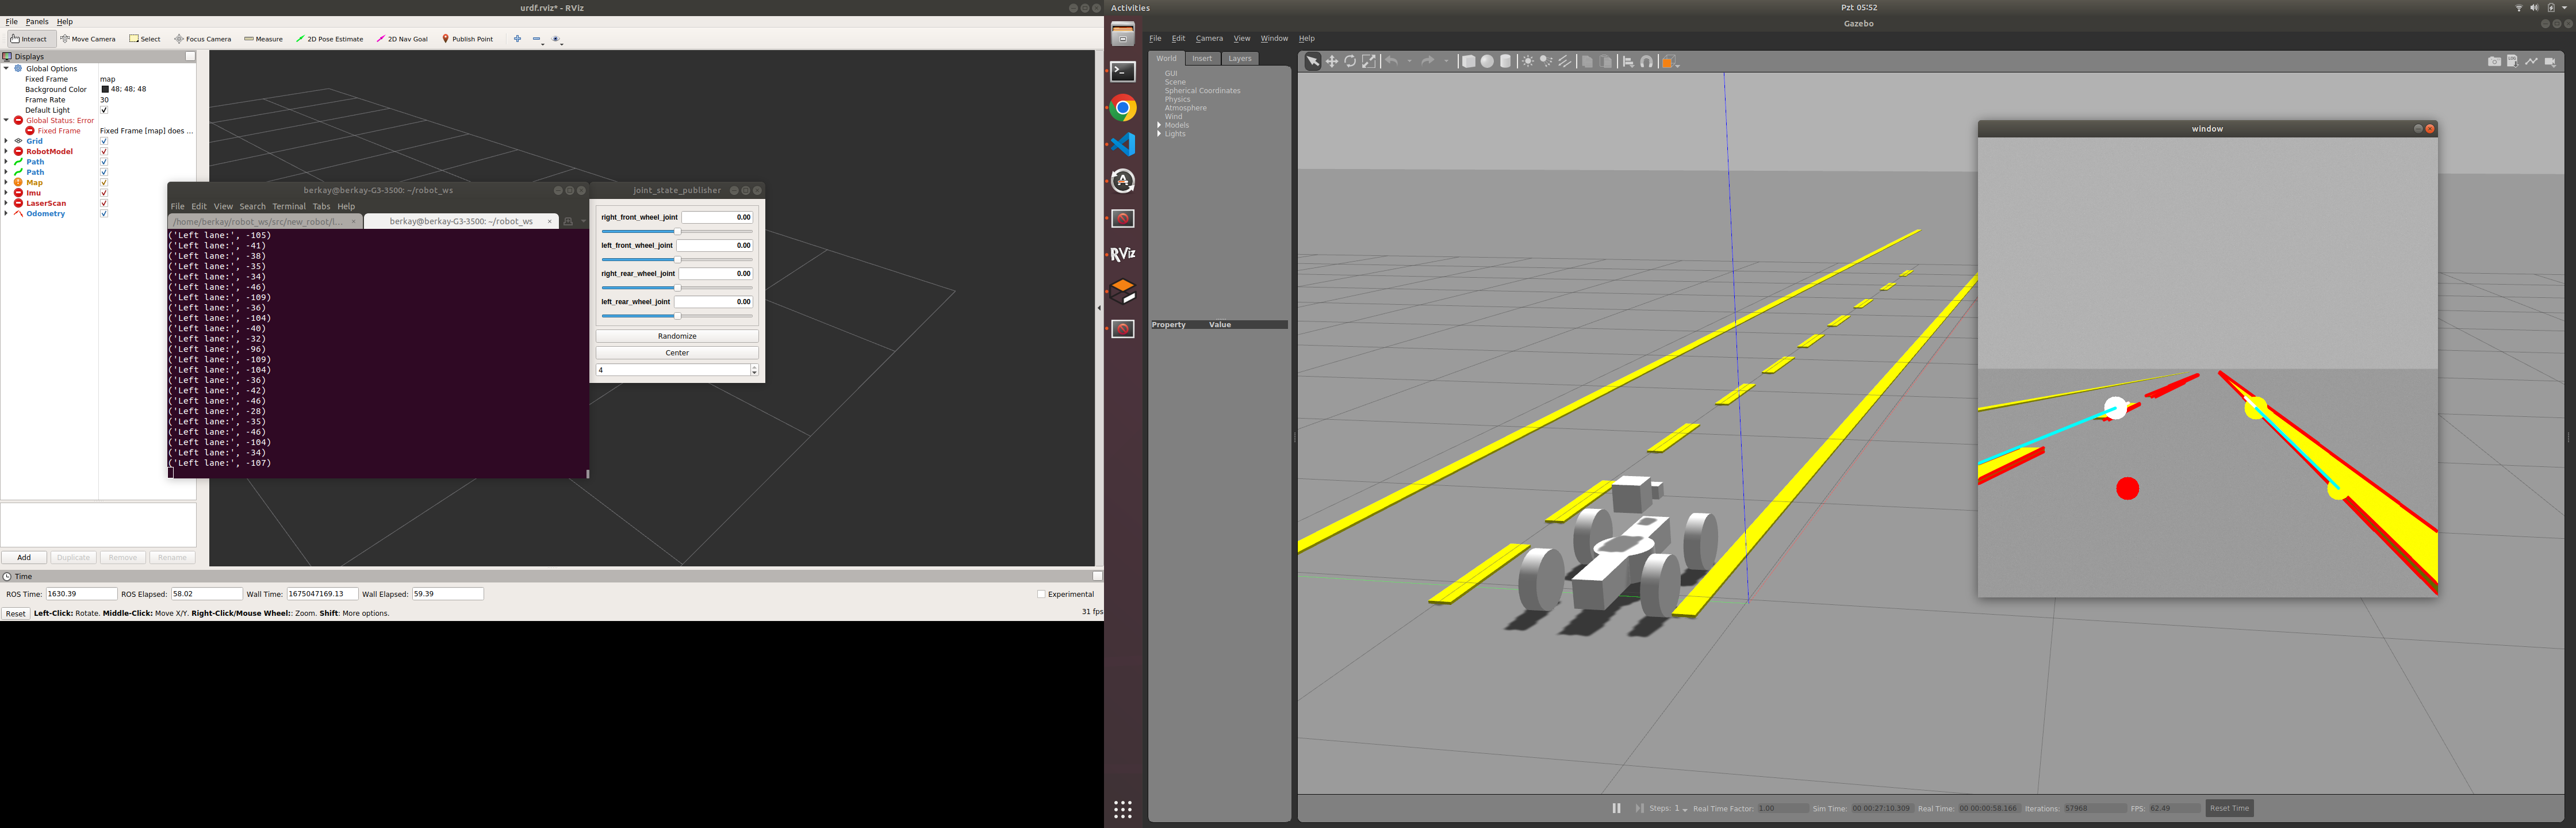 urdf.rviz* - RViz
File Panels Help
Interact Move Camera Select Focus Camera Measure 2D Pose Estimate 2D Nav Goal Publish Point
Displays
Global Options
Fixed Frame map
Background Color 48; 48; 48
Frame Rate 30
Default Light
Global Status: Error
Fixed Frame Fixed Frame [map] does ...
Grid
RobotModel
Path
Path
Map
Imu
LaserScan
Odometry
Add Duplicate Remove Rename
berkay@berkay-G3-3500: ~/robot_ws
File Edit View Search Terminal Tabs Help
/home/berkay/robot_ws/src/new_robot/l... × berkay@berkay-G3-3500: ~/robot_ws ×
('Left lane:', -105)
('Left lane:', -41)
('Left lane:', -38)
('Left lane:', -35)
('Left lane:', -34)
('Left lane:', -46)
('Left lane:', -109)
('Left lane:', -36)
('Left lane:', -104)
('Left lane:', -40)
('Left lane:', -32)
('Left lane:', -96)
('Left lane:', -109)
('Left lane:', -104)
('Left lane:', -36)
('Left lane:', -42)
('Left lane:', -46)
('Left lane:', -28)
('Left lane:', -35)
('Left lane:', -46)
('Left lane:', -104)
('Left lane:', -34)
('Left lane:', -107)
joint_state_publisher
right_front_wheel_joint 0.00
left_front_wheel_joint 0.00
right_rear_wheel_joint 0.00
left_rear_wheel_joint 0.00
Randomize
Center
4
Time
ROS Time: 1630.39 ROS Elapsed: 58.02 Wall Time: 1675047169.13 Wall Elapsed: 59.39 Experimental
Reset Left-Click: Rotate. Middle-Click: Move X/Y. Right-Click/Mouse Wheel:: Zoom. Shift: More options. 31 fps
Activities Pzt 05:52
Gazebo
File Edit Camera View Window Help
World Insert Layers
GUI
Scene
Spherical Coordinates
Physics
Atmosphere
Wind
Models
Lights
Property Value
RViz
window
Steps: 1 Real Time Factor: 1.00 Sim Time: 00 00:27:10.309 Real Time: 00 00:00:58.166 Iterations: 57968 FPS: 62.49 Reset Time